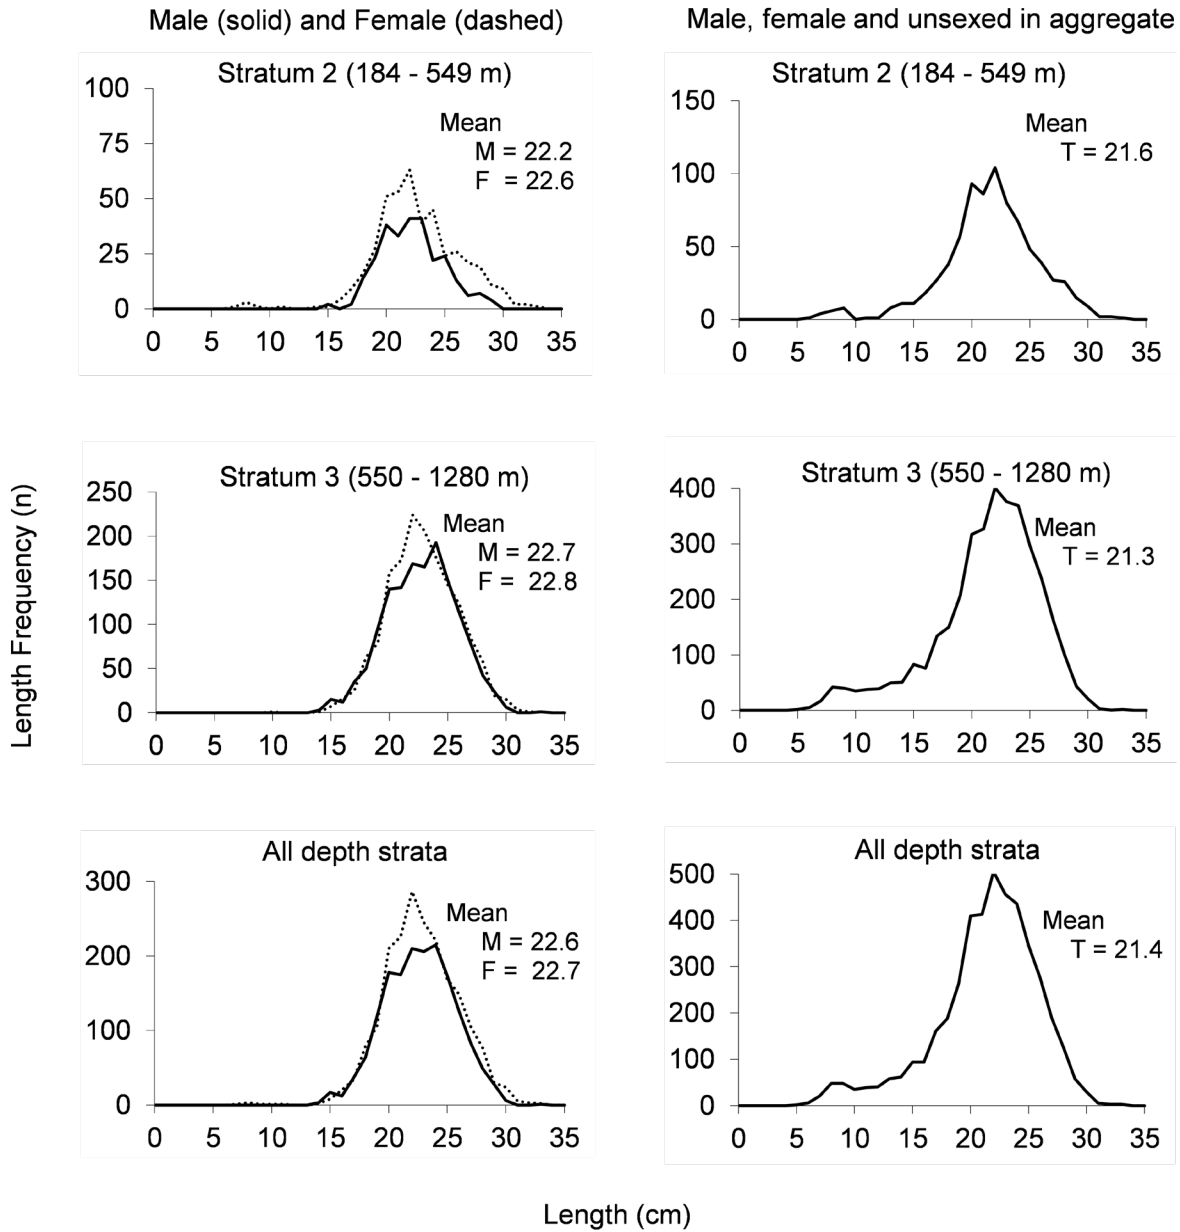 Male (solid) and Female (dashed)
Male, female and unsexed in aggregate
Stratum 2 (184 - 549 m)
Mean
M = 22.2
F = 22.6
100
75
50
25
0
0 5 10 15 20 25 30 35
Stratum 2 (184 - 549 m)
Mean
T = 21.6
150
100
50
0
0 5 10 15 20 25 30 35
Length Frequency (n)
Stratum 3 (550 - 1280 m)
Mean
M = 22.7
F = 22.8
250
200
150
100
50
0
0 5 10 15 20 25 30 35
Stratum 3 (550 - 1280 m)
Mean
T = 21.3
400
300
200
100
0
0 5 10 15 20 25 30 35
All depth strata
Mean
M = 22.6
F = 22.7
300
200
100
0
0 5 10 15 20 25 30 35
All depth strata
Mean
T = 21.4
500
400
300
200
100
0
0 5 10 15 20 25 30 35
Length (cm)